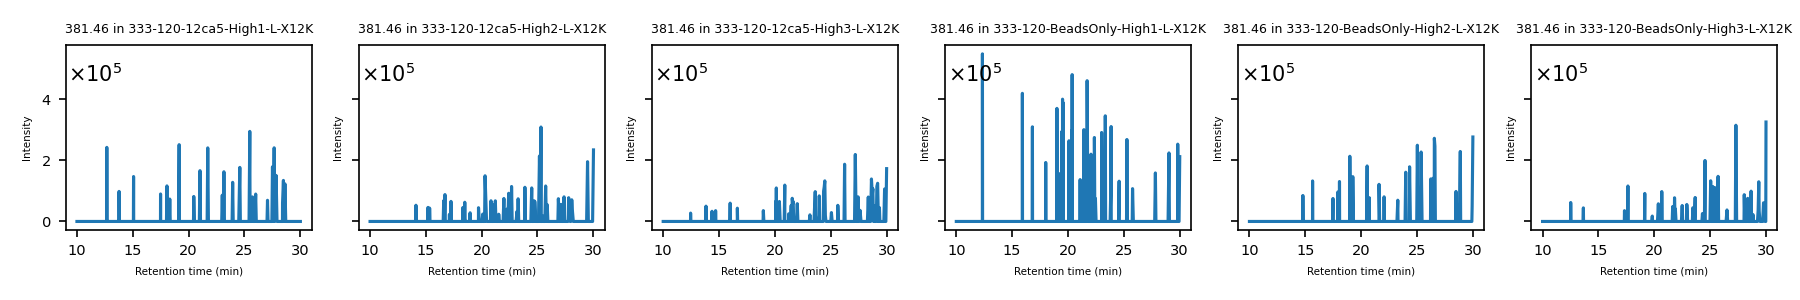 381.46 in 333-120-12ca5-High1-L-X12K
381.46 in 333-120-12ca5-High2-L-X12K
381.46 in 333-120-12ca5-High3-L-X12K
381.46 in 333-120-BeadsOnly-High1-L-X12K
381.46 in 333-120-BeadsOnly-High2-L-X12K
381.46 in 333-120-BeadsOnly-High3-L-X12K
×10⁵ ×10⁵ ×10⁵ ×10⁵ ×10⁵ ×10⁵
4
2
0
Intensity Intensity Intensity Intensity Intensity Intensity
10 15 20 25 30 10 15 20 25 30 10 15 20 25 30 10 15 20 25 30 10 15 20 25 30 10 15 20 25 30
Retention time (min) Retention time (min) Retention time (min) Retention time (min) Retention time (min) Retention time (min)